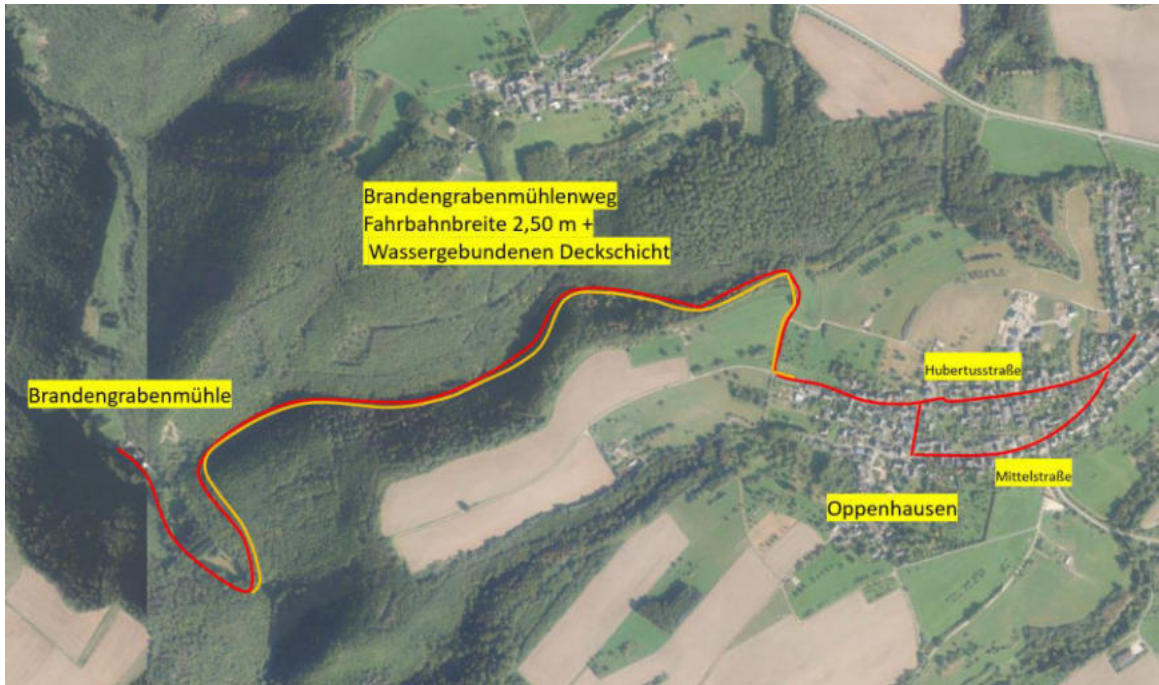 Brandengrabenmühlenweg
Fahrbahnbreite 2,50 m +
Wassergebundenen Deckschicht
Hubertusstraße
Brandengrabenmühle
Mittelstraße
Oppenhausen